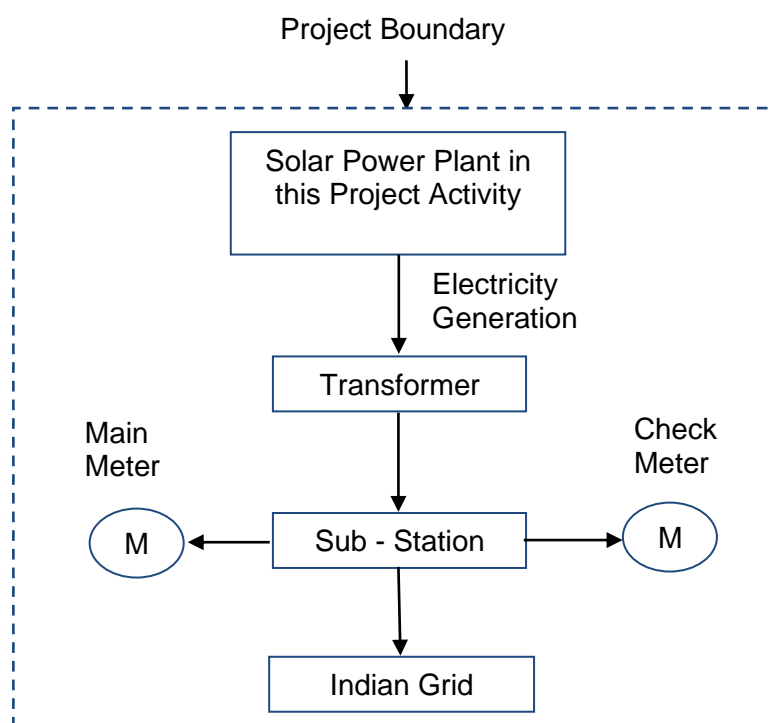 Project Boundary
Solar Power Plant in
this Project Activity
Electricity
Generation
Transformer
Main
Meter
Check
Meter
M
Sub - Station
M
Indian Grid